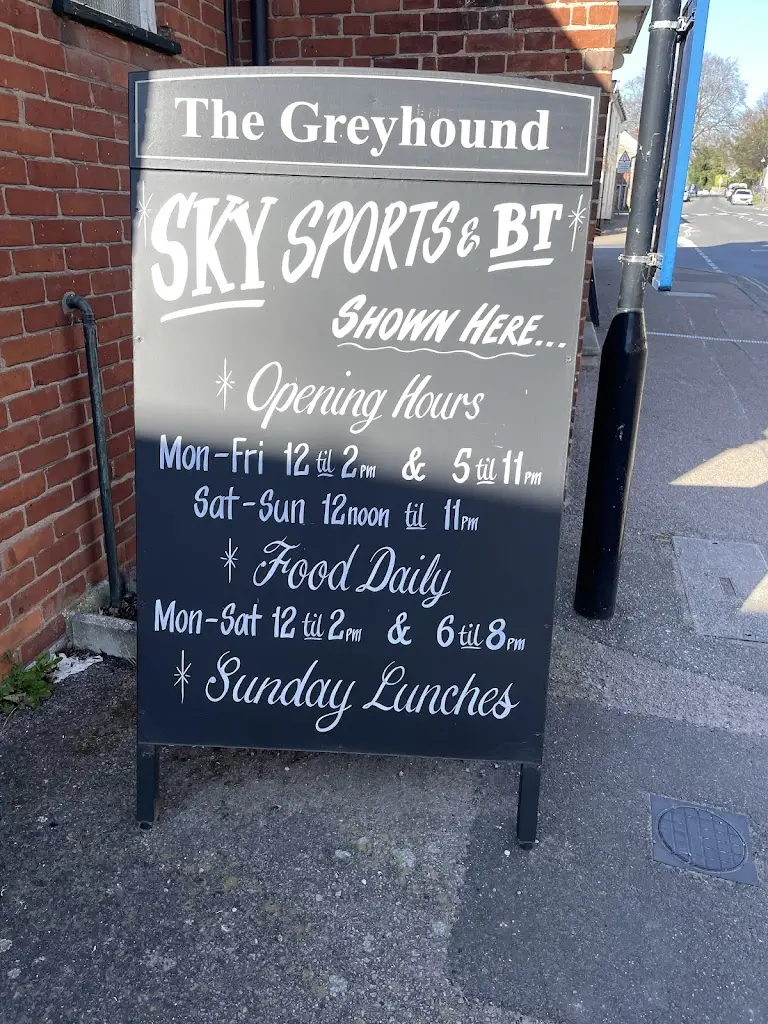 The Greyhound
SKY SPORTS & BT
SHOWN HERE...
Opening Hours
Mon-Fri 12 til 2pm & 5 til 11pm
Sat-Sun 12noon til 11pm
Food Daily
Mon-Sat 12 til 2pm & 6 til 8pm
Sunday Lunches